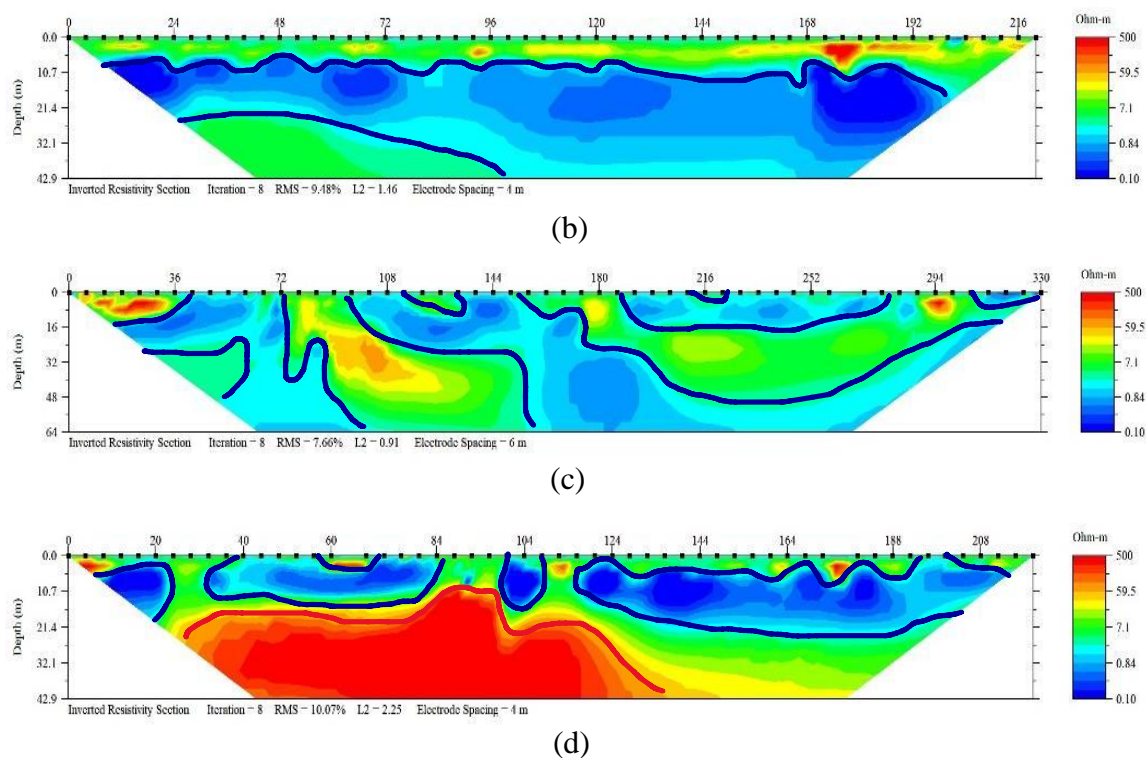 0 24 48 72 96 120 144 168 192 216 Ohm-m
Depth (m)
0.0
10.7
21.4
32.1
42.9
500
59.5
7.1
0.84
0.10
Inverted Resistivity Section Iteration = 8 RMS = 9.48% L2 = 1.16 Electrode Spacing = 4 m
(b)
0 36 72 108 144 180 216 252 294 330 Ohm-m
Depth (m)
0
16
32
48
64
500
59.5
7.1
0.84
0.10
Inverted Resistivity Section Iteration = 8 RMS = 7.66% L2 = 0.91 Electrode Spacing = 6 m
(c)
0 20 40 60 84 104 124 144 164 188 208 Ohm-m
Depth (m)
0.0
10.7
21.4
32.1
42.9
500
59.5
7.1
0.84
0.10
Inverted Resistivity Section Iteration = 8 RMS = 10.07% L2 = 2.25 Electrode Spacing = 4 m
(d)